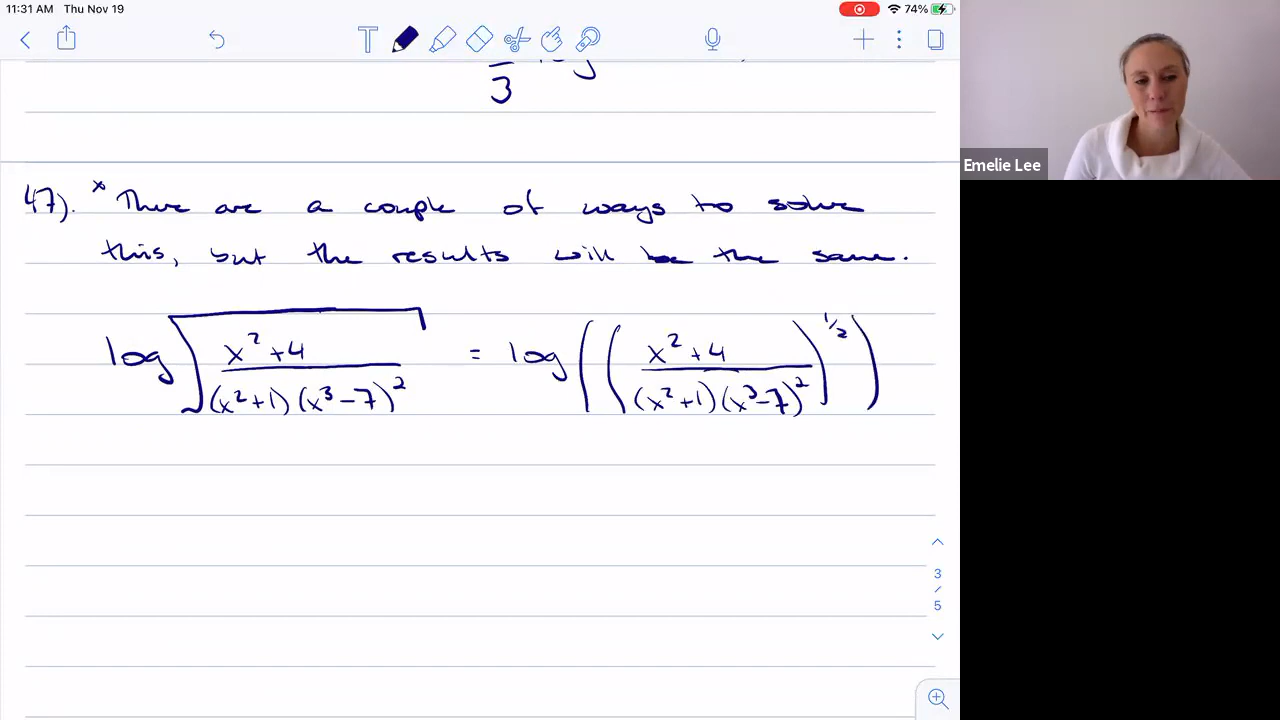 11:31 AM Thu Nov 19
74%
T
3
47). * There are a couple of ways to solve
this, but the results will be the same.
log √((x²+4)/((x²+1)(x³-7)²)) = log(((x²+4)/((x²+1)(x³-7)²))^(1/2))
3
/
5
Emelie Lee